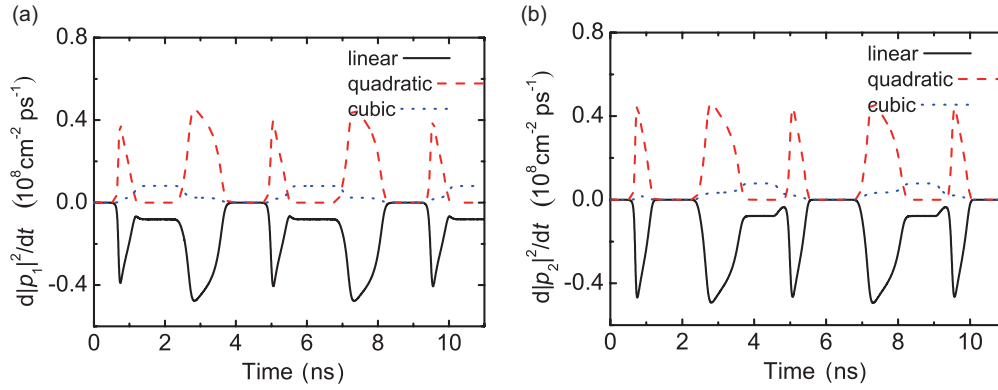 (a)
0.8
0.4
0.0
-0.4
d|p₁|²/dt (10⁸cm⁻² ps⁻¹)
linear
quadratic
cubic
0 2 4 6 8 10
Time (ns)
(b)
0.8
0.4
0.0
-0.4
d|p₂|²/dt (10⁸cm⁻² ps⁻¹)
linear
quadratic
cubic
0 2 4 6 8 10
Time (ns)